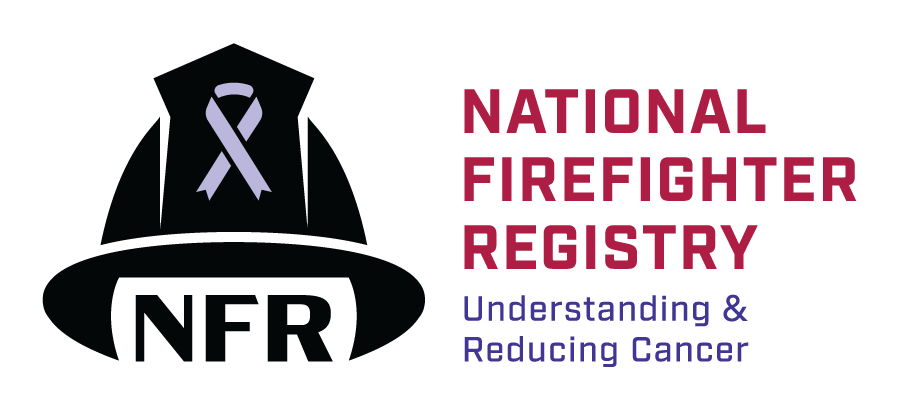 NFR
NATIONAL
FIREFIGHTER
REGISTRY
Understanding &
Reducing Cancer